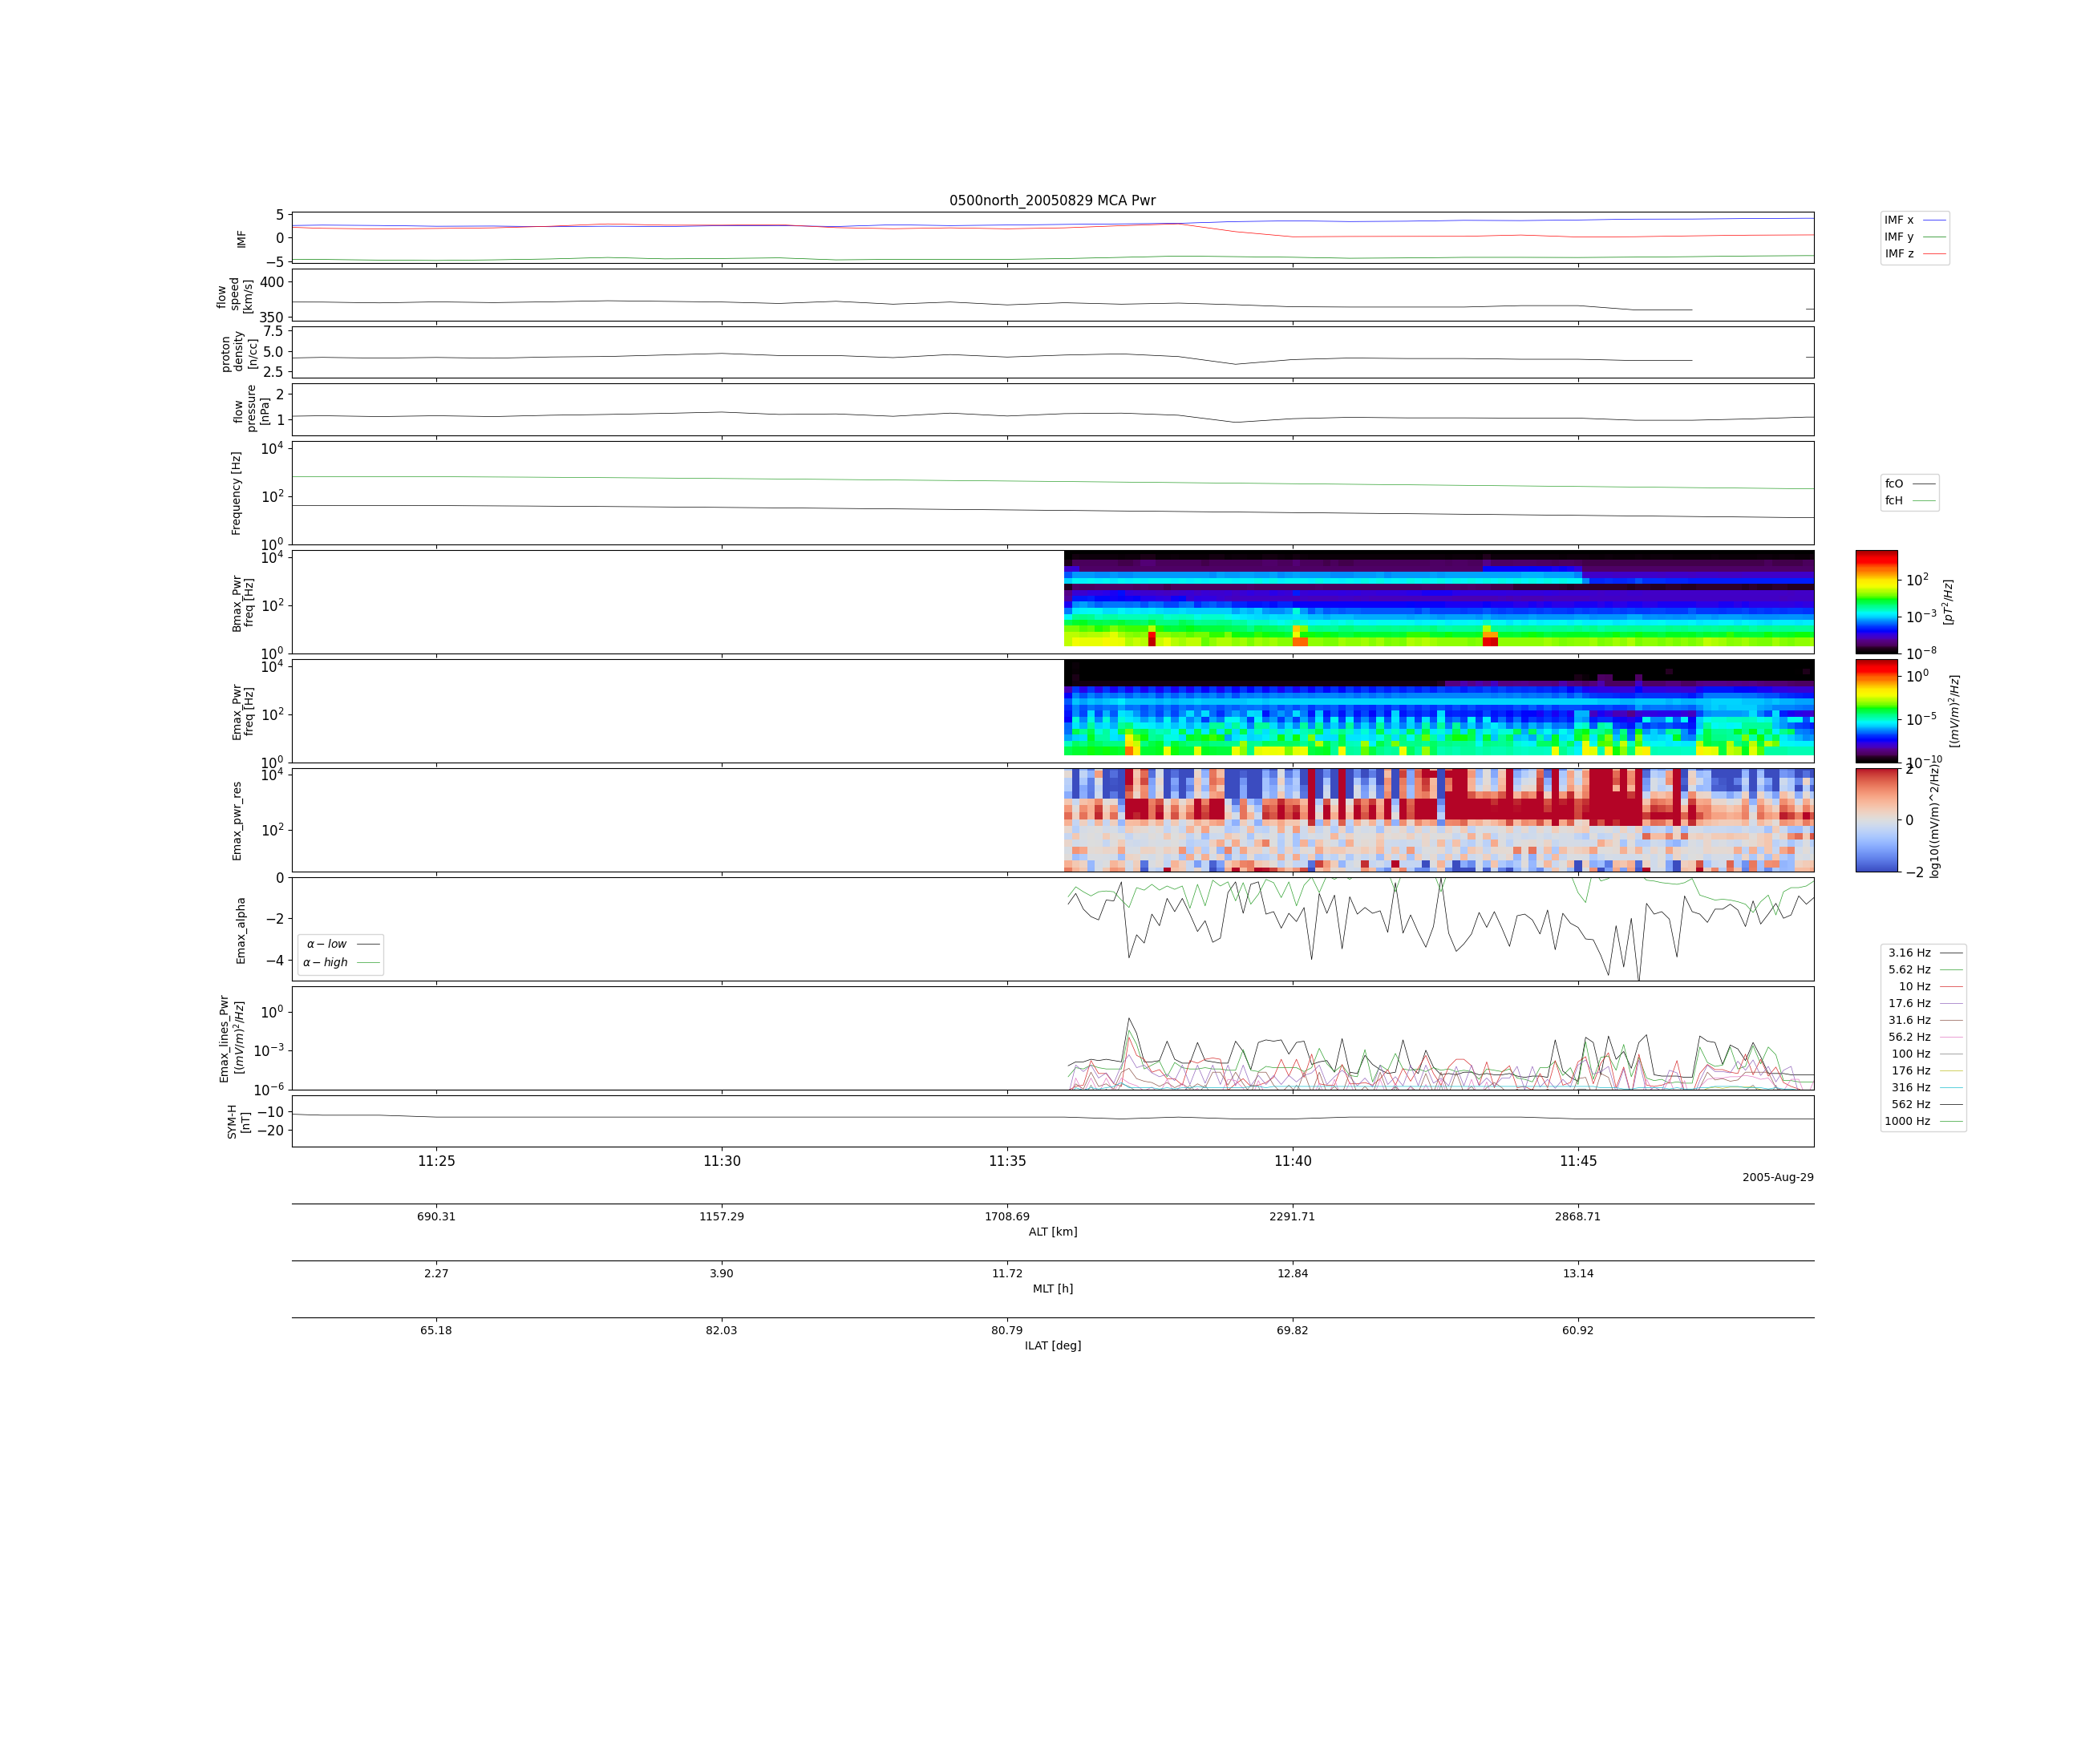 0500north_20050829 MCA Pwr
5
0
−5
IMF
IMF x
IMF y
IMF z
400
350
flow
speed
[km/s]
7.5
5.0
2.5
proton
density
[n/cc]
2
1
flow
pressure
[nPa]
10^4
10^2
10^0
Frequency [Hz]
fcO
fcH
10^4
10^2
10^0
Bmax_Pwr
freq [Hz]
10^2
10^−3
10^−8
[pT^2/Hz]
10^4
10^2
10^0
Emax_Pwr
freq [Hz]
10^0
10^−5
10^−10
[(mV/m)^2/Hz]
10^4
10^2
Emax_pwr_res
2
0
−2
log10(((mV/m)^2/Hz)
0
−2
−4
Emax_alpha
α − low
α − high
10^0
10^−3
10^−6
Emax_lines_Pwr
[(mV/m)^2/Hz]
3.16 Hz
5.62 Hz
10 Hz
17.6 Hz
31.6 Hz
56.2 Hz
100 Hz
176 Hz
316 Hz
562 Hz
1000 Hz
−10
−20
SYM-H
[nT]
11:25 11:30 11:35 11:40 11:45
2005-Aug-29
690.31 1157.29 1708.69 2291.71 2868.71
ALT [km]
2.27 3.90 11.72 12.84 13.14
MLT [h]
65.18 82.03 80.79 69.82 60.92
ILAT [deg]